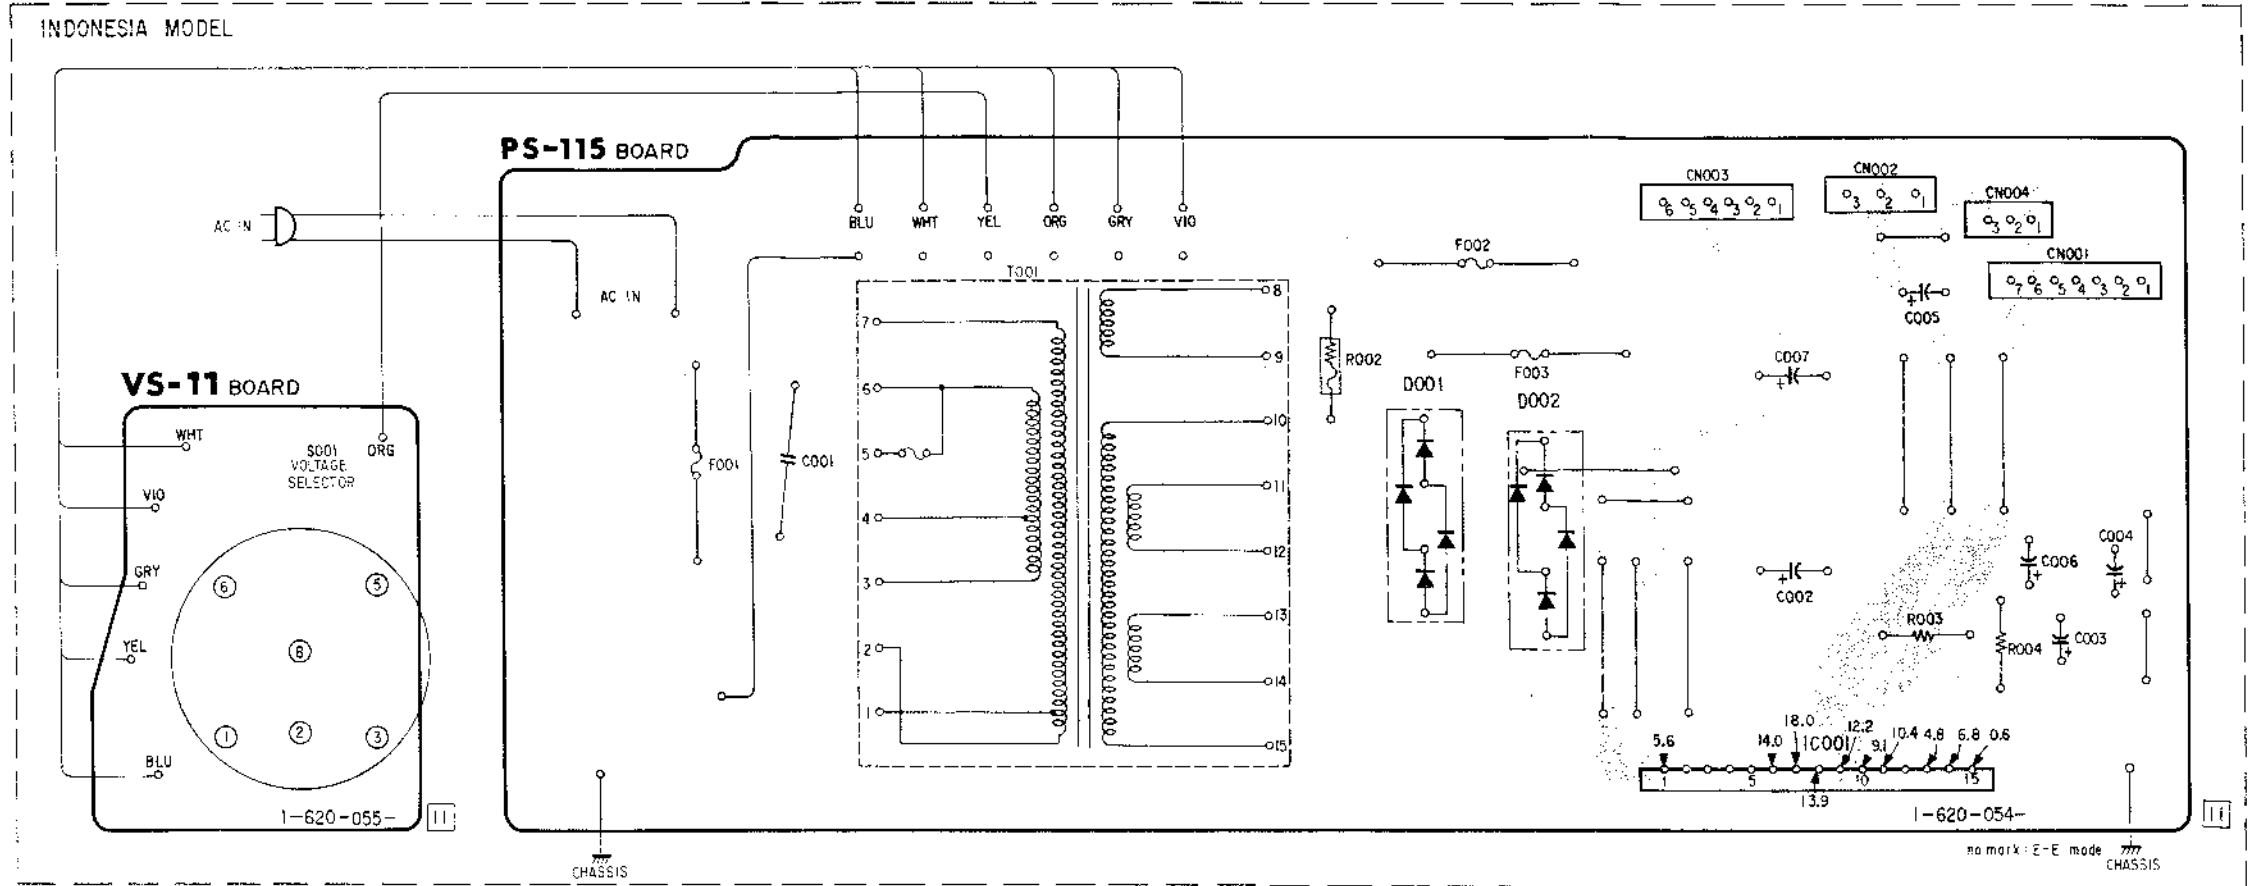 INDONESIA MODEL
PS-115 BOARD
CN003
6 5 4 3 2 1
CN002
3 2 1
CN004
3 2 1
CN001
7 6 5 4 3 2 1
AC IN
BLU WHT YEL ORG GRY VIO
T001
AC IN
F002
C005
R002
F003
C007
D001
D002
7
6
5
4
3
2
1
8
9
10
11
12
13
14
15
F001
C001
VS-11 BOARD
WHT
S001
VOLTAGE
SELECTOR
ORG
VIO
GRY
YEL
BLU
6
5
6
1
2
3
1-620-055-
11
C002
C006
C004
R003
R004
C003
5.6
14.0
18.0
IC001
12.2
9.1
10.4
4.8
6.8
0.6
1
5
10
15
13.9
1-620-054-
11
no mark : E-E mode
CHASSIS
CHASSIS